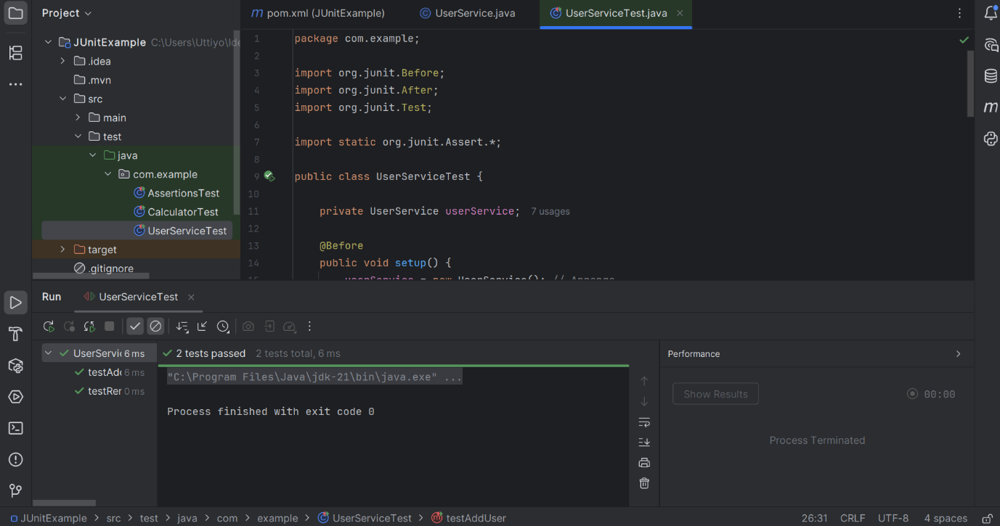 Project
pom.xml (JUnitExample)
UserService.java
UserServiceTest.java
JUnitExample C:\Users\Uttiyo\Ide
.idea
.mvn
src
main
test
java
com.example
AssertionsTest
CalculatorTest
UserServiceTest
target
.gitignore
1 package com.example;
2
3 import org.junit.Before;
4 import org.junit.After;
5 import org.junit.Test;
6
7 import static org.junit.Assert.*;
8
9 public class UserServiceTest {
10
11 private UserService userService; 7 usages
12
13 @Before
14 public void setup() {
15 userService = new UserService(); // Arrange
Run UserServiceTest
UserServic 6 ms
testAdd 6 ms
testRer 0 ms
2 tests passed 2 tests total, 6 ms
"C:\Program Files\Java\jdk-21\bin\java.exe" ...
Process finished with exit code 0
Performance
Show Results 00:00
Process Terminated
JUnitExample > src > test > java > com > example > UserServiceTest > testAddUser
26:31 CRLF UTF-8 4 spaces